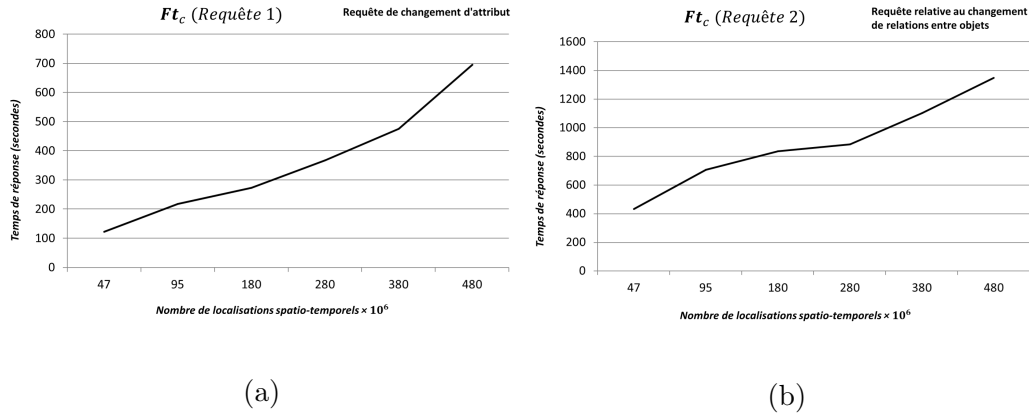 Ft_c (Requête 1)
Requête de changement d'attribut
Temps de réponse (secondes)
800
700
600
500
400
300
200
100
0
47 95 180 280 380 480
Nombre de localisations spatio-temporels × 10⁶
(a)
Ft_c (Requête 2)
Requête relative au changement
de relations entre objets
Temps de réponse (secondes)
1600
1400
1200
1000
800
600
400
200
0
47 95 180 280 380 480
Nombre de localisations spatio-temporels × 10⁶
(b)